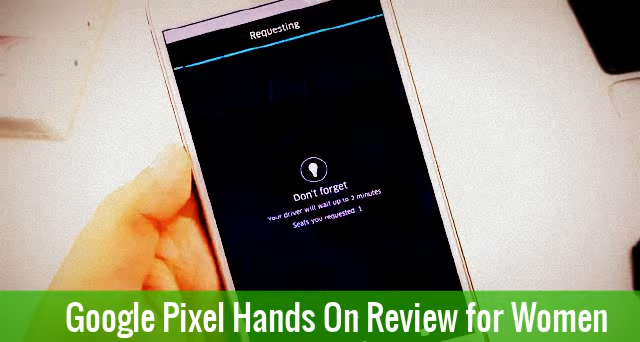 Requesting
Don't forget
Your driver will wait up to 2 minutes
Seats you requested 1
Google Pixel Hands On Review for Women